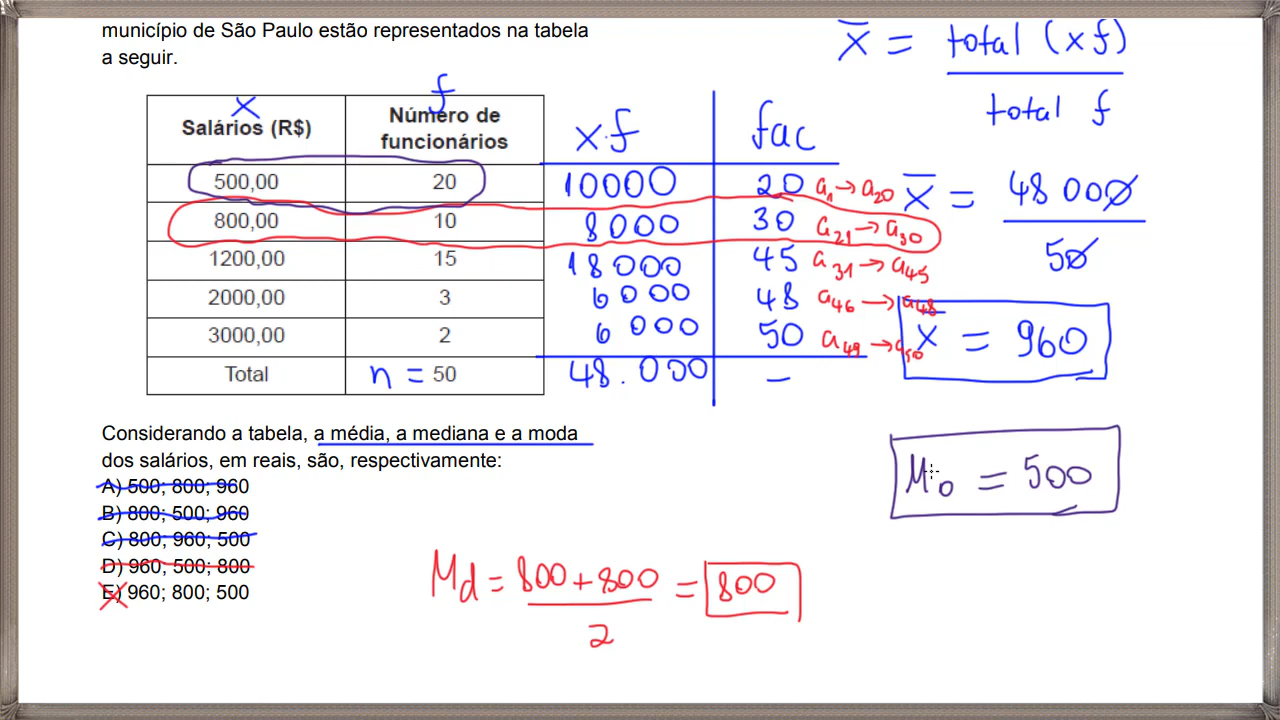 município de São Paulo estão representados na tabela
a seguir.
x̄ = total (xf) / total f
x f
Salários (R$) Número de funcionários x.f fac
500,00 20 10000 20 a1 → a20
800,00 10 8000 30 a21 → a30
1200,00 15 18000 45 a31 → a45
2000,00 3 6000 48 a46 → a48
3000,00 2 6000 50 a49 → a50
Total n = 50 48.000 –
x̄ = 48000 / 50
x̄ = 960
Considerando a tabela, a média, a mediana e a moda
dos salários, em reais, são, respectivamente:
A) 500; 800; 960
B) 800; 500; 960
C) 800; 960; 500
D) 960; 500; 800
E) 960; 800; 500
Mo = 500
Md = 800 + 800 / 2 = 800